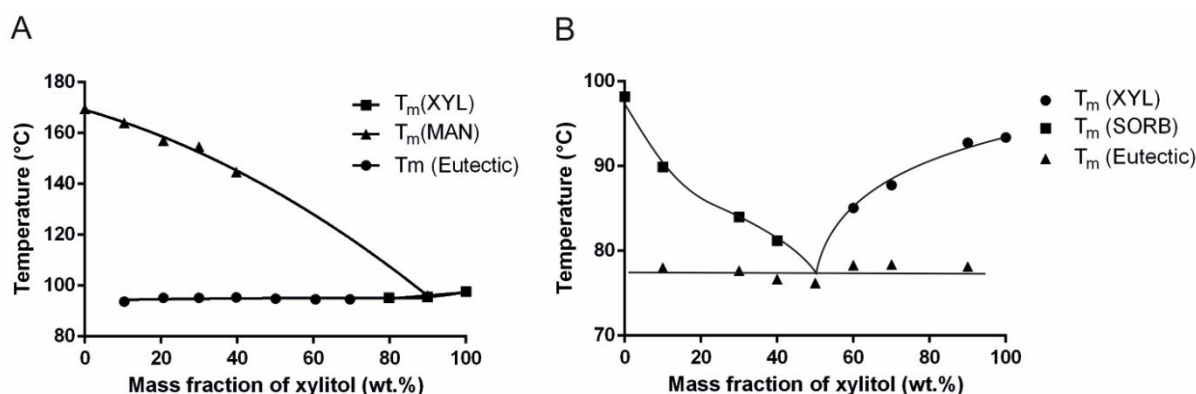 A
Temperature (°C)
180
160
140
120
100
80
0
20
40
60
80
100
Mass fraction of xylitol (wt.%)
Tm(XYL)
Tm(MAN)
Tm (Eutectic)
B
Temperature (°C)
100
90
80
70
0
20
40
60
80
100
Mass fraction of xylitol (wt.%)
Tm (XYL)
Tm (SORB)
Tm (Eutectic)